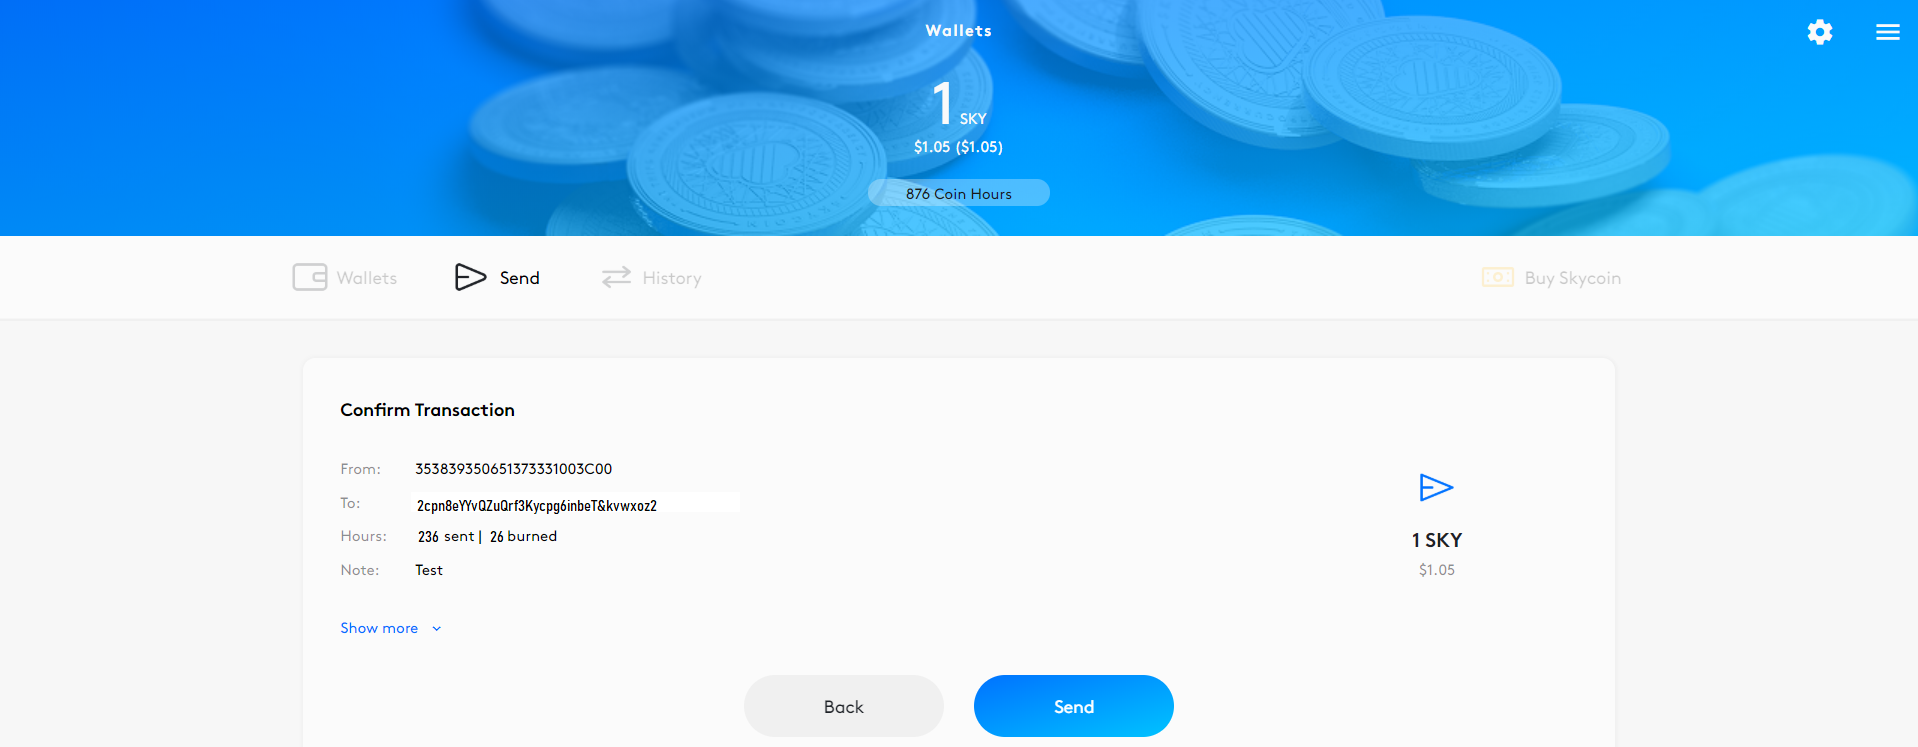 Wallets
1 SKY
$1.05 ($1.05)
876 Coin Hours
Wallets Send History Buy Skycoin
Confirm Transaction
From: 353839350651373331003C00
To: 2cpn8eYYvQZuQrf3Kycpg6inbeT&kvwxoz2
Hours: 236 sent | 26 burned
Note: Test
1 SKY
$1.05
Show more
Back Send